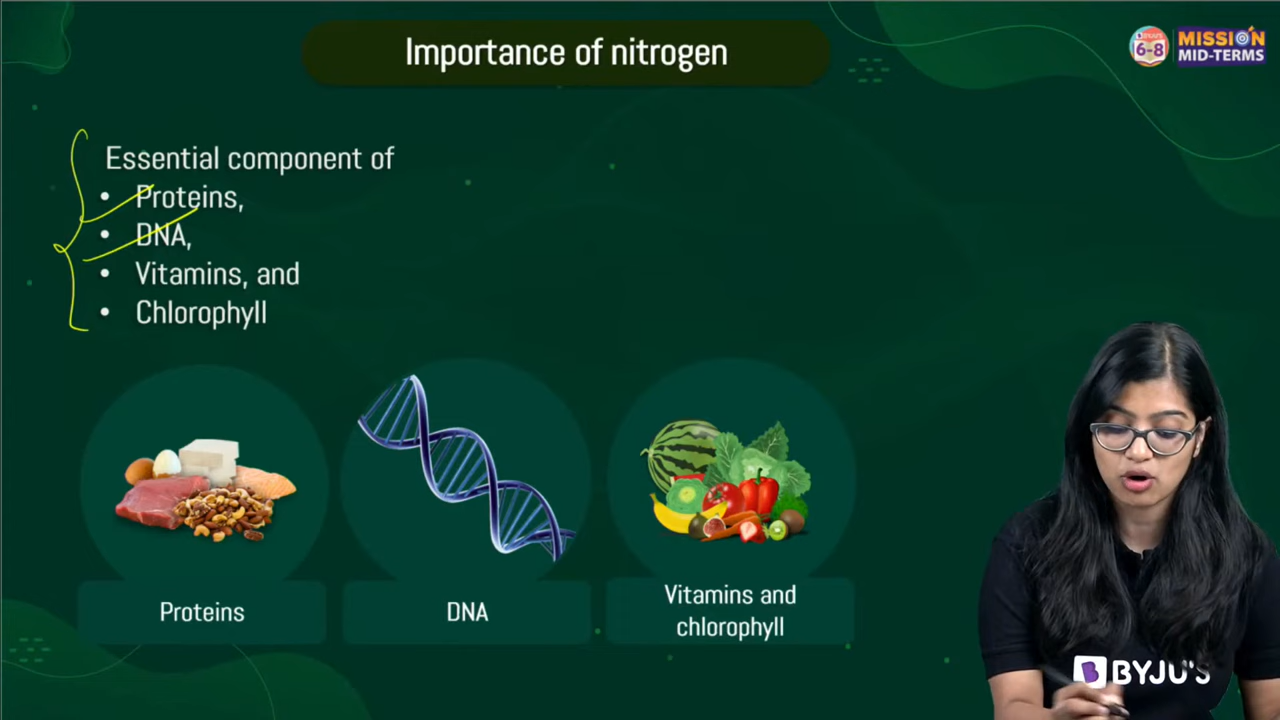 Importance of nitrogen
BYJU'S
6-8
MISSION
MID-TERMS
Essential component of
• Proteins,
• DNA,
• Vitamins, and
• Chlorophyll
Proteins
DNA
Vitamins and
chlorophyll
BYJU'S